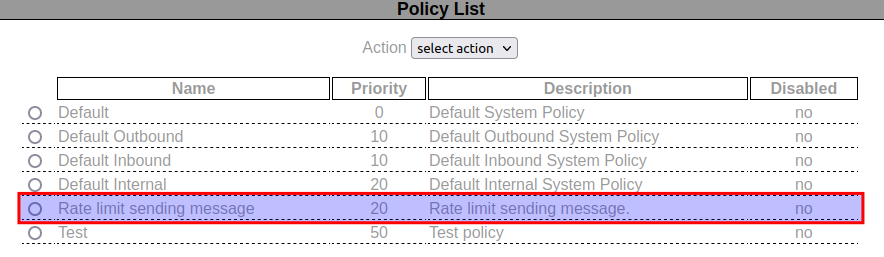 Policy List
Action select action
Name Priority Description Disabled
Default 0 Default System Policy no
Default Outbound 10 Default Outbound System Policy no
Default Inbound 10 Default Inbound System Policy no
Default Internal 20 Default Internal System Policy no
Rate limit sending message 20 Rate limit sending message. no
Test 50 Test policy no